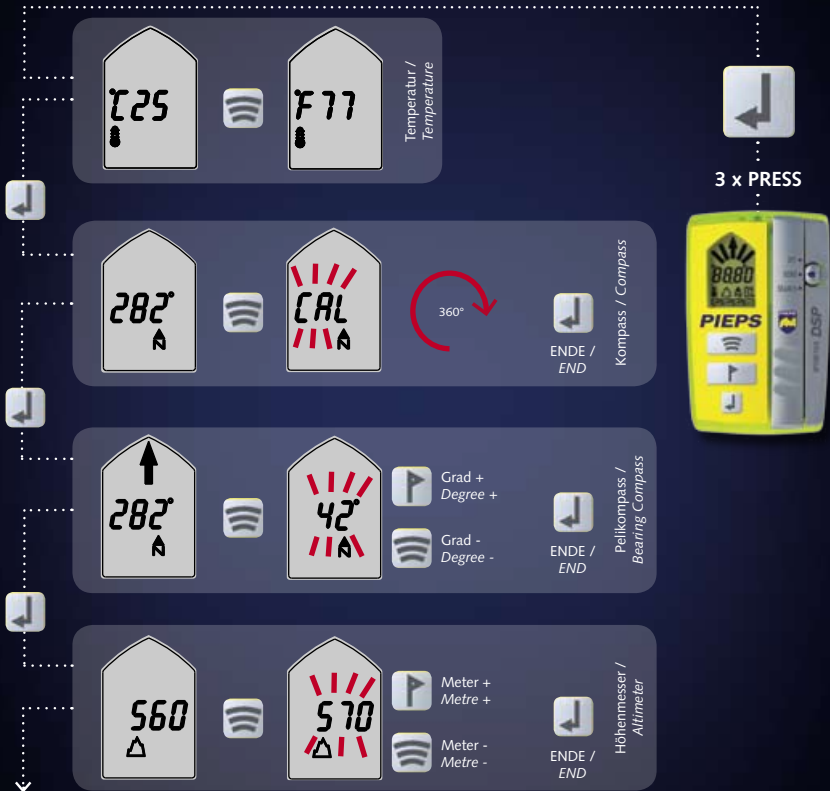 °C25
°F77
Temperatur /
Temperature
3 x PRESS
282°
N
CAL
N
360°
ENDE /
END
Kompass / Compass
8880
PIEPS
DSP
282°
N
42°
N
Grad +
Degree +
Grad -
Degree -
ENDE /
END
Pelikompass /
Bearing Compass
560
570
Meter +
Metre +
Meter -
Metre -
ENDE /
END
Höhenmesser /
Altimeter